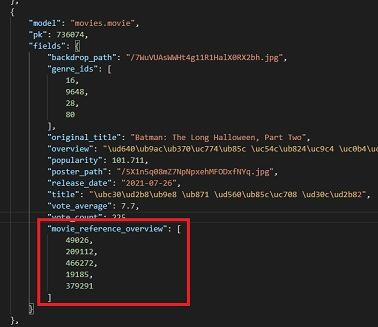 },
{
"model": "movies.movie",
"pk": 736074,
"fields": {
"backdrop_path": "/7WuVUAsWWHt4g11R1HalX0RX2bh.jpg",
"genre_ids": [
16,
9648,
28,
80
],
"original_title": "Batman: The Long Halloween, Part Two",
"overview": "\ud640\ub9ac\ub370\uc774\ub85c \uc54c\ub824\uc9c4 \uc0b4\uc
"popularity": 101.711,
"poster_path": "/5X1n5q08mZ7NpNpxehMFODxfNYq.jpg",
"release_date": "2021-07-26",
"title": "\ubc30\ud2b8\ub9e8 \ub871 \ud560\ub85c\uc708 \ud30c\ud2b82",
"vote_average": 7.7,
"vote_count": 225,
"movie_reference_overview": [
49026,
209112,
466272,
19185,
379291
]
}
},